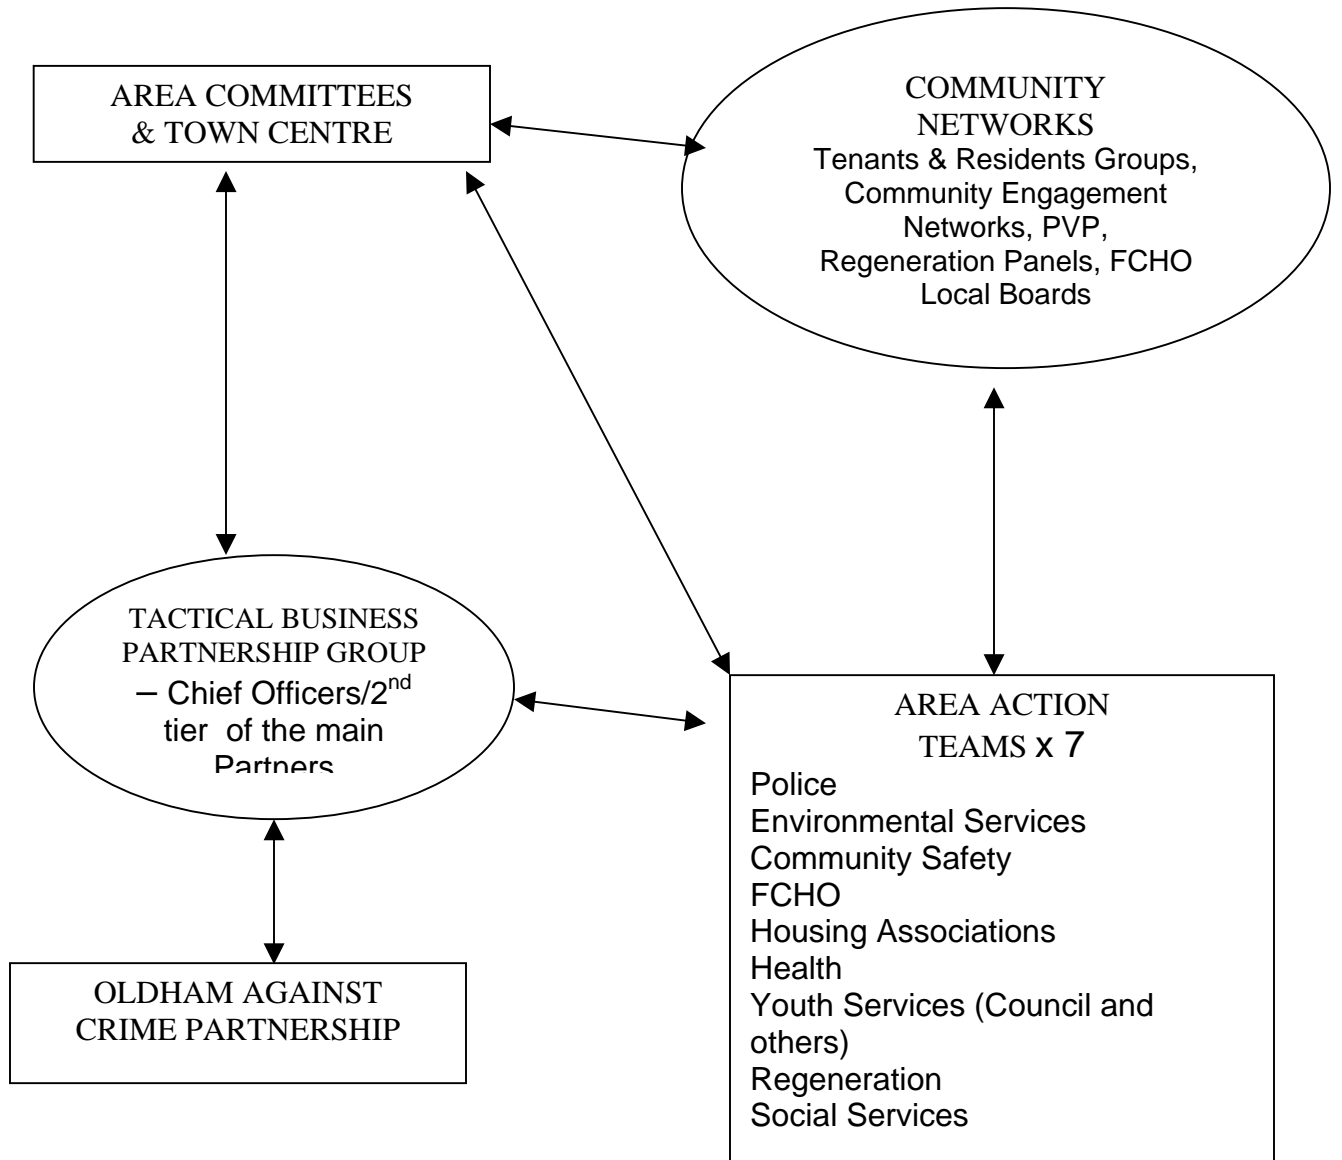 AREA COMMITTEES
& TOWN CENTRE
COMMUNITY
NETWORKS
Tenants & Residents Groups,
Community Engagement
Networks, PVP,
Regeneration Panels, FCHO
Local Boards
TACTICAL BUSINESS
PARTNERSHIP GROUP
– Chief Officers/2nd
tier of the main
Partners
AREA ACTION
TEAMS x 7
Police
Environmental Services
Community Safety
FCHO
Housing Associations
Health
Youth Services (Council and
others)
Regeneration
Social Services
OLDHAM AGAINST
CRIME PARTNERSHIP